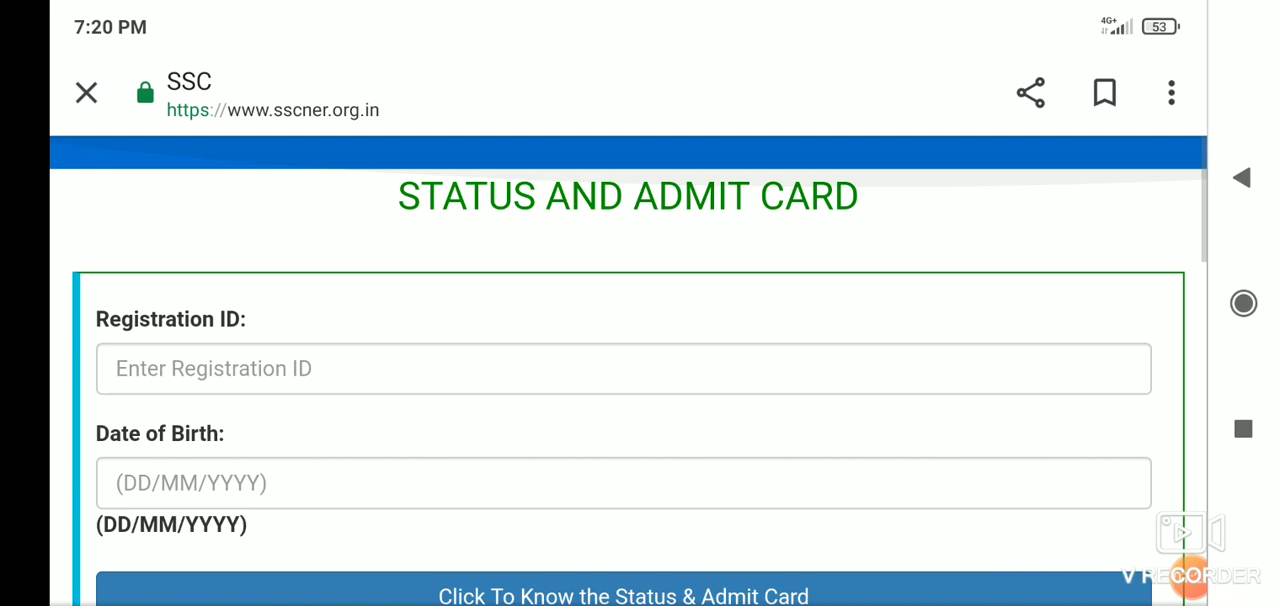 7:20 PM
4G+
53
SSC
https://www.sscner.org.in
STATUS AND ADMIT CARD
Registration ID:
Enter Registration ID
Date of Birth:
(DD/MM/YYYY)
(DD/MM/YYYY)
Click To Know the Status & Admit Card
V RECORDER